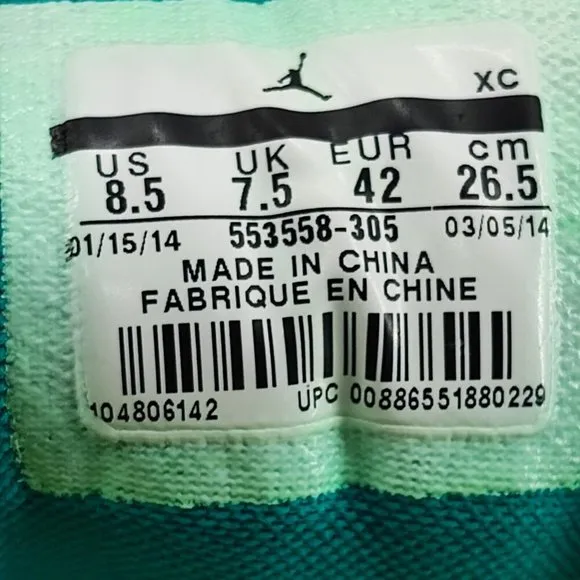 XC
US UK EUR cm
8.5 7.5 42 26.5
01/15/14 553558-305 03/05/14
MADE IN CHINA
FABRIQUE EN CHINE
104806142 UPC 00886551880229